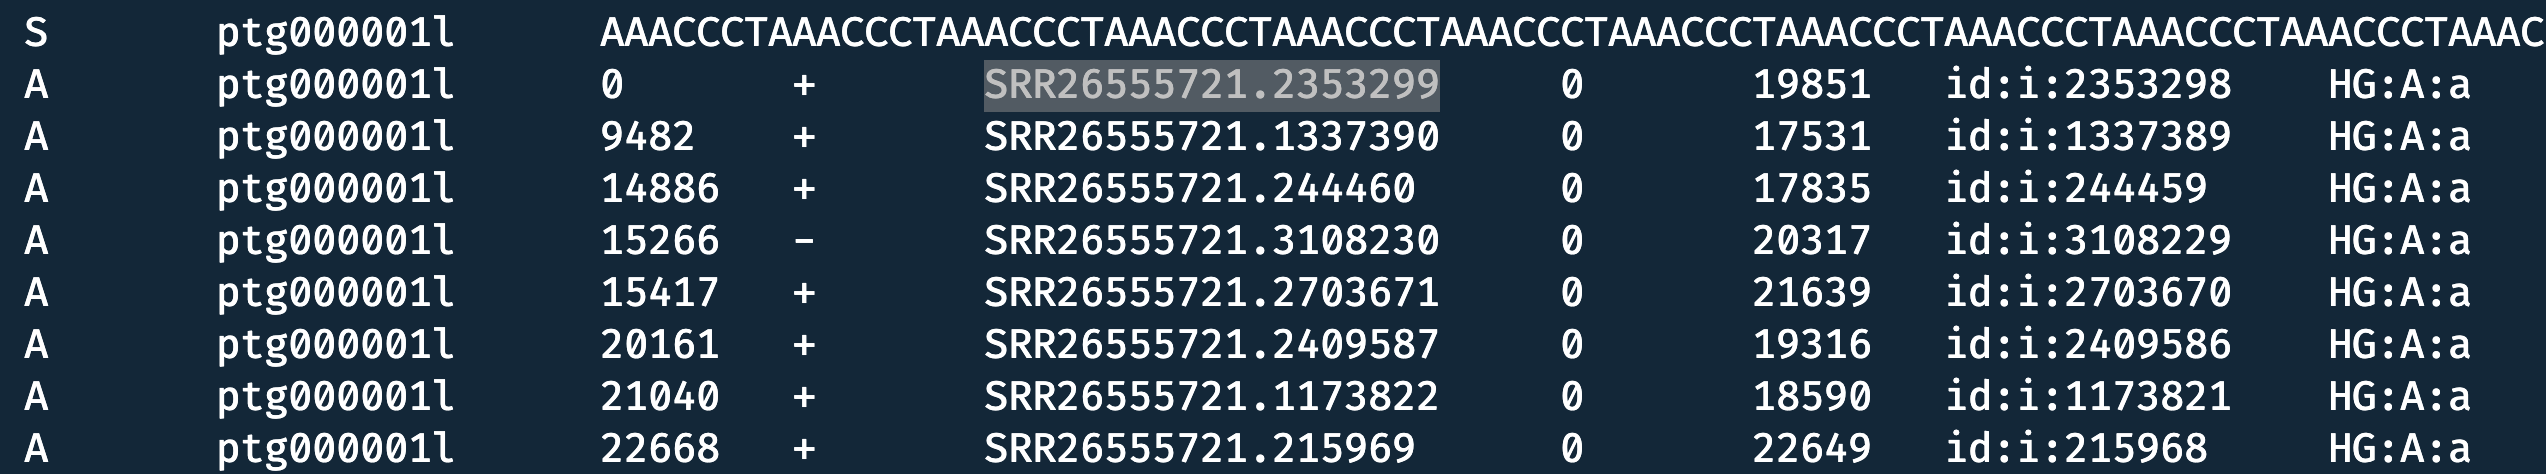 S ptg000001l AAACCCTAAACCCTAAACCCTAAACCCTAAACCCTAAACCCTAAACCCTAAACCCTAAACCCTAAACCCTAAACCCTAAAC
A ptg000001l 0 + SRR26555721.2353299 0 19851 id:i:2353298 HG:A:a
A ptg000001l 9482 + SRR26555721.1337390 0 17531 id:i:1337389 HG:A:a
A ptg000001l 14886 + SRR26555721.244460 0 17835 id:i:244459 HG:A:a
A ptg000001l 15266 - SRR26555721.3108230 0 20317 id:i:3108229 HG:A:a
A ptg000001l 15417 + SRR26555721.2703671 0 21639 id:i:2703670 HG:A:a
A ptg000001l 20161 + SRR26555721.2409587 0 19316 id:i:2409586 HG:A:a
A ptg000001l 21040 + SRR26555721.1173822 0 18590 id:i:1173821 HG:A:a
A ptg000001l 22668 + SRR26555721.215969 0 22649 id:i:215968 HG:A:a